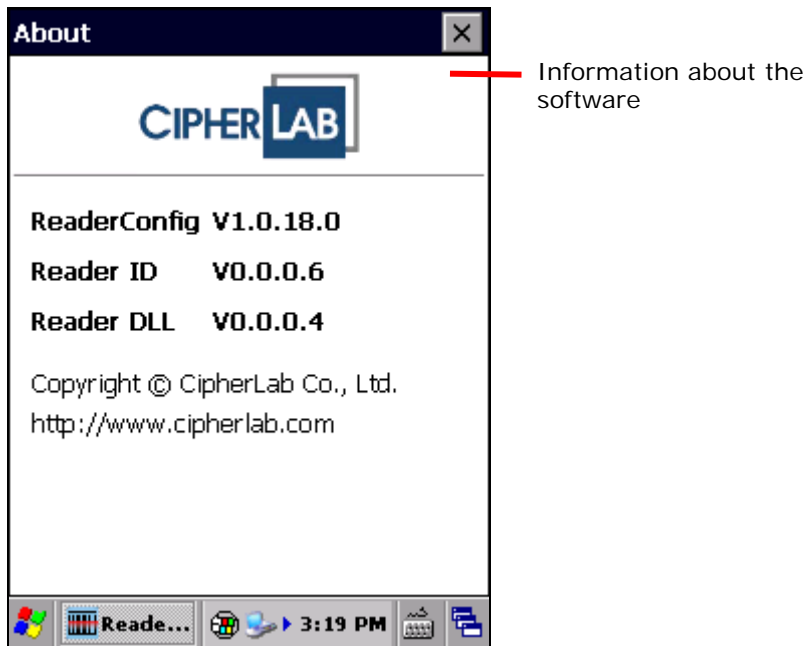 About
Information about the
software
CIPHERLAB
ReaderConfig V1.0.18.0
Reader ID V0.0.0.6
Reader DLL V0.0.0.4
Copyright © CipherLab Co., Ltd.
http://www.cipherlab.com
Reade... 3:19 PM